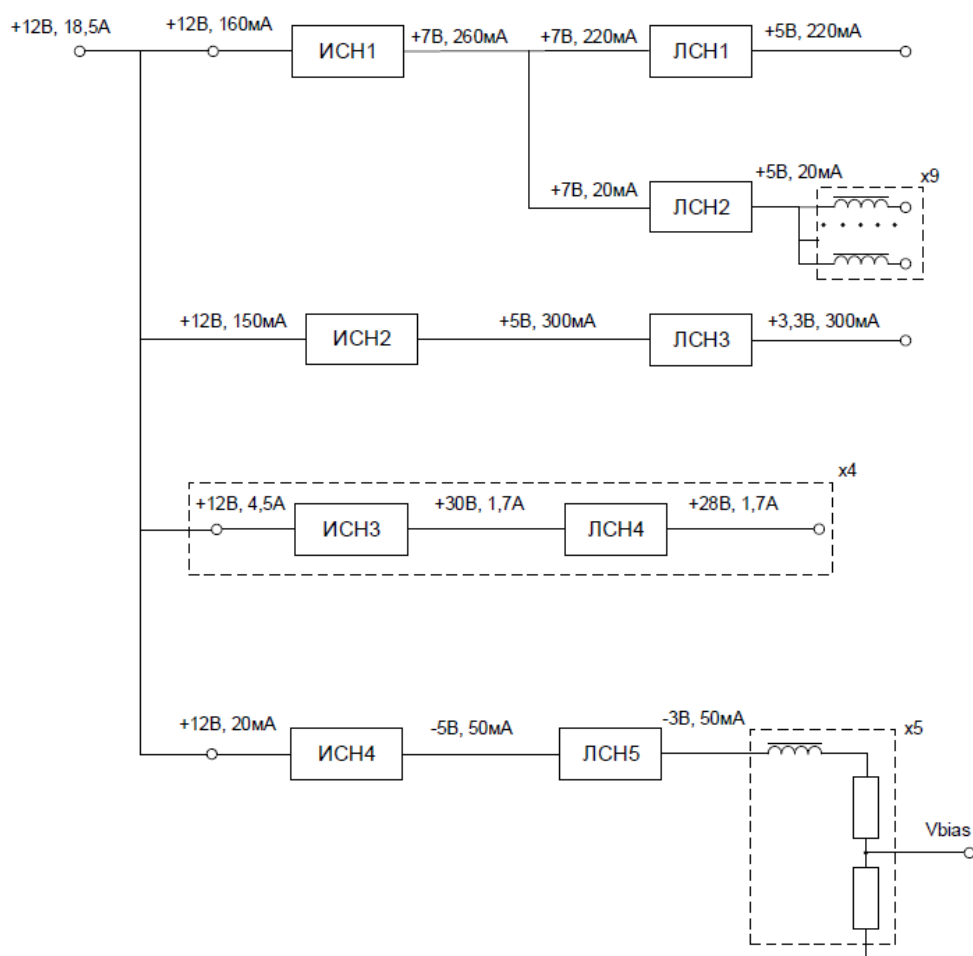 +12В, 18,5А
+12В, 160мА
ИСН1
+7В, 260мА
+7В, 220мА
ЛСН1
+5В, 220мА
+7В, 20мА
ЛСН2
+5В, 20мА
x9
+12В, 150мА
ИСН2
+5В, 300мА
ЛСН3
+3,3В, 300мА
x4
+12В, 4,5А
ИСН3
+30В, 1,7А
ЛСН4
+28В, 1,7А
+12В, 20мА
ИСН4
-5В, 50мА
ЛСН5
-3В, 50мА
x5
Vbias